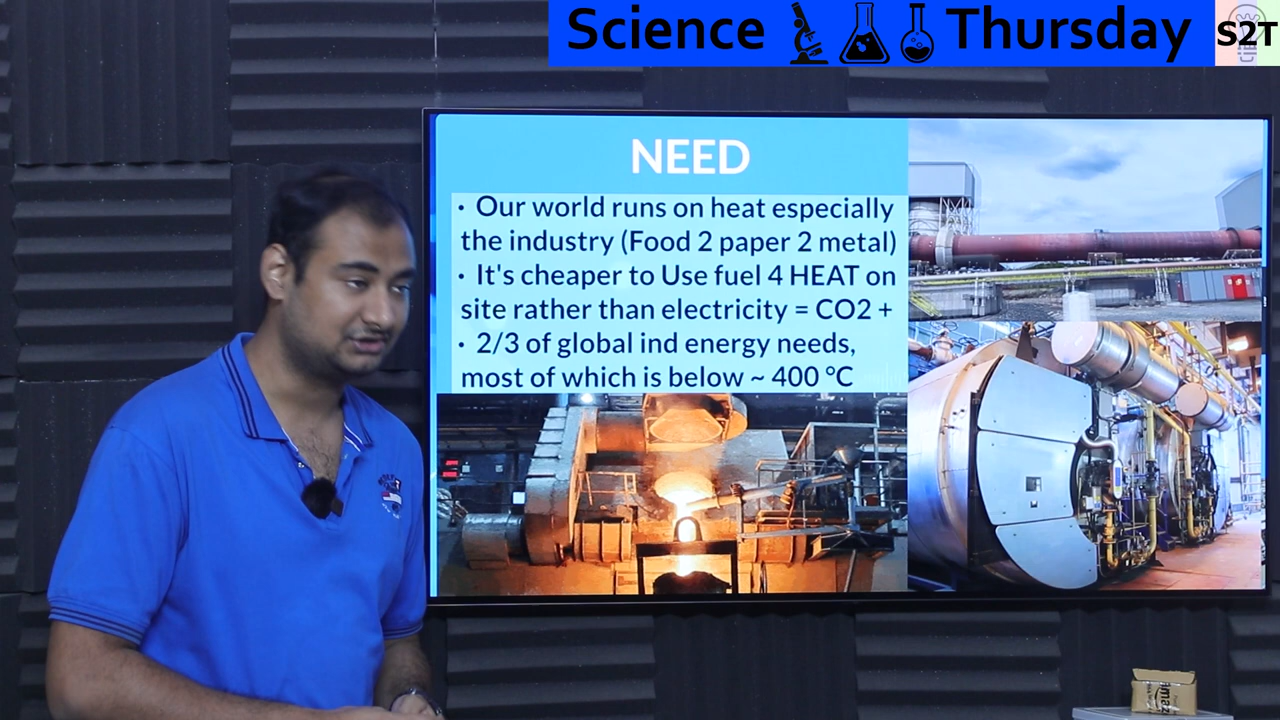 Science Thursday
S2T
NEED
· Our world runs on heat especially
the industry (Food 2 paper 2 metal)
· It's cheaper to Use fuel 4 HEAT on
site rather than electricity = CO2 +
· 2/3 of global ind energy needs,
most of which is below ~ 400 °C